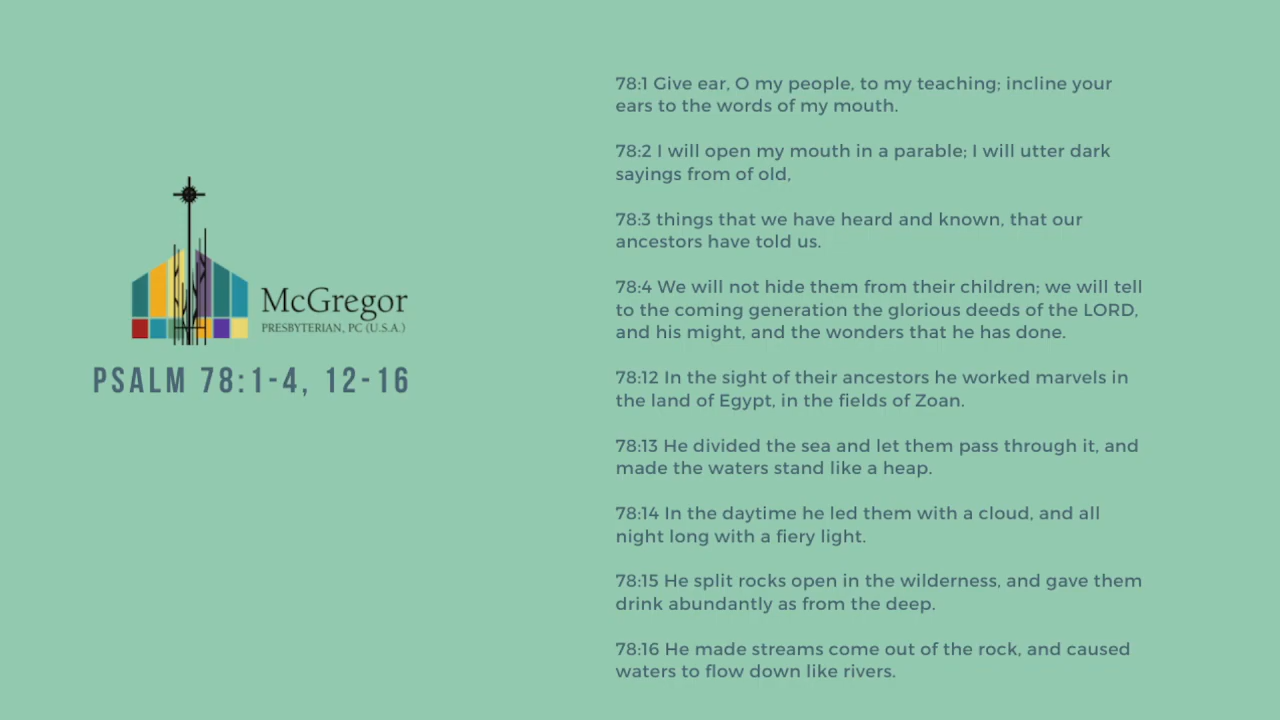 McGregor
PRESBYTERIAN, PC (U.S.A.)
PSALM 78:1-4, 12-16
78:1 Give ear, O my people, to my teaching; incline your
ears to the words of my mouth.
78:2 I will open my mouth in a parable; I will utter dark
sayings from of old,
78:3 things that we have heard and known, that our
ancestors have told us.
78:4 We will not hide them from their children; we will tell
to the coming generation the glorious deeds of the LORD,
and his might, and the wonders that he has done.
78:12 In the sight of their ancestors he worked marvels in
the land of Egypt, in the fields of Zoan.
78:13 He divided the sea and let them pass through it, and
made the waters stand like a heap.
78:14 In the daytime he led them with a cloud, and all
night long with a fiery light.
78:15 He split rocks open in the wilderness, and gave them
drink abundantly as from the deep.
78:16 He made streams come out of the rock, and caused
waters to flow down like rivers.